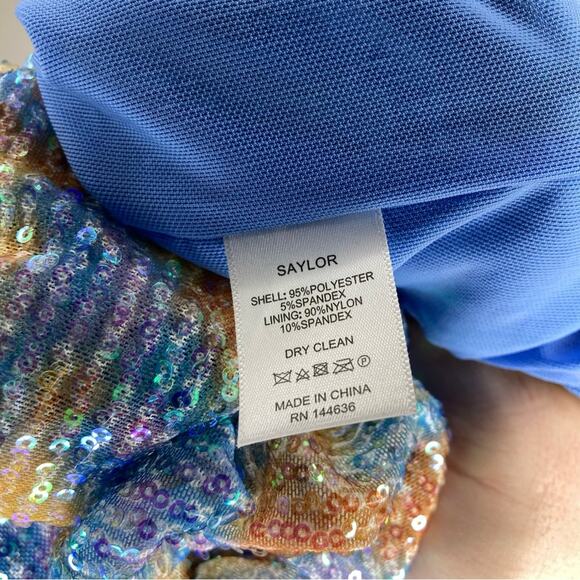 SAYLOR
SHELL: 95%POLYESTER
5%SPANDEX
LINING: 90%NYLON
10%SPANDEX
DRY CLEAN
P
MADE IN CHINA
RN 144636